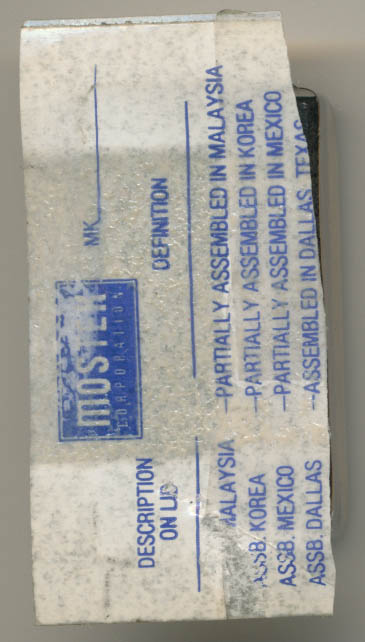 MOSTEK
CORPORATION
MK
DESCRIPTION ON LID DEFINITION
MALAYSIA —PARTIALLY ASSEMBLED IN MALAYSIA
ASSB. KOREA —PARTIALLY ASSEMBLED IN KOREA
ASSB. MEXICO —PARTIALLY ASSEMBLED IN MEXICO
ASSB. DALLAS —ASSEMBLED IN DALLAS, TEXAS